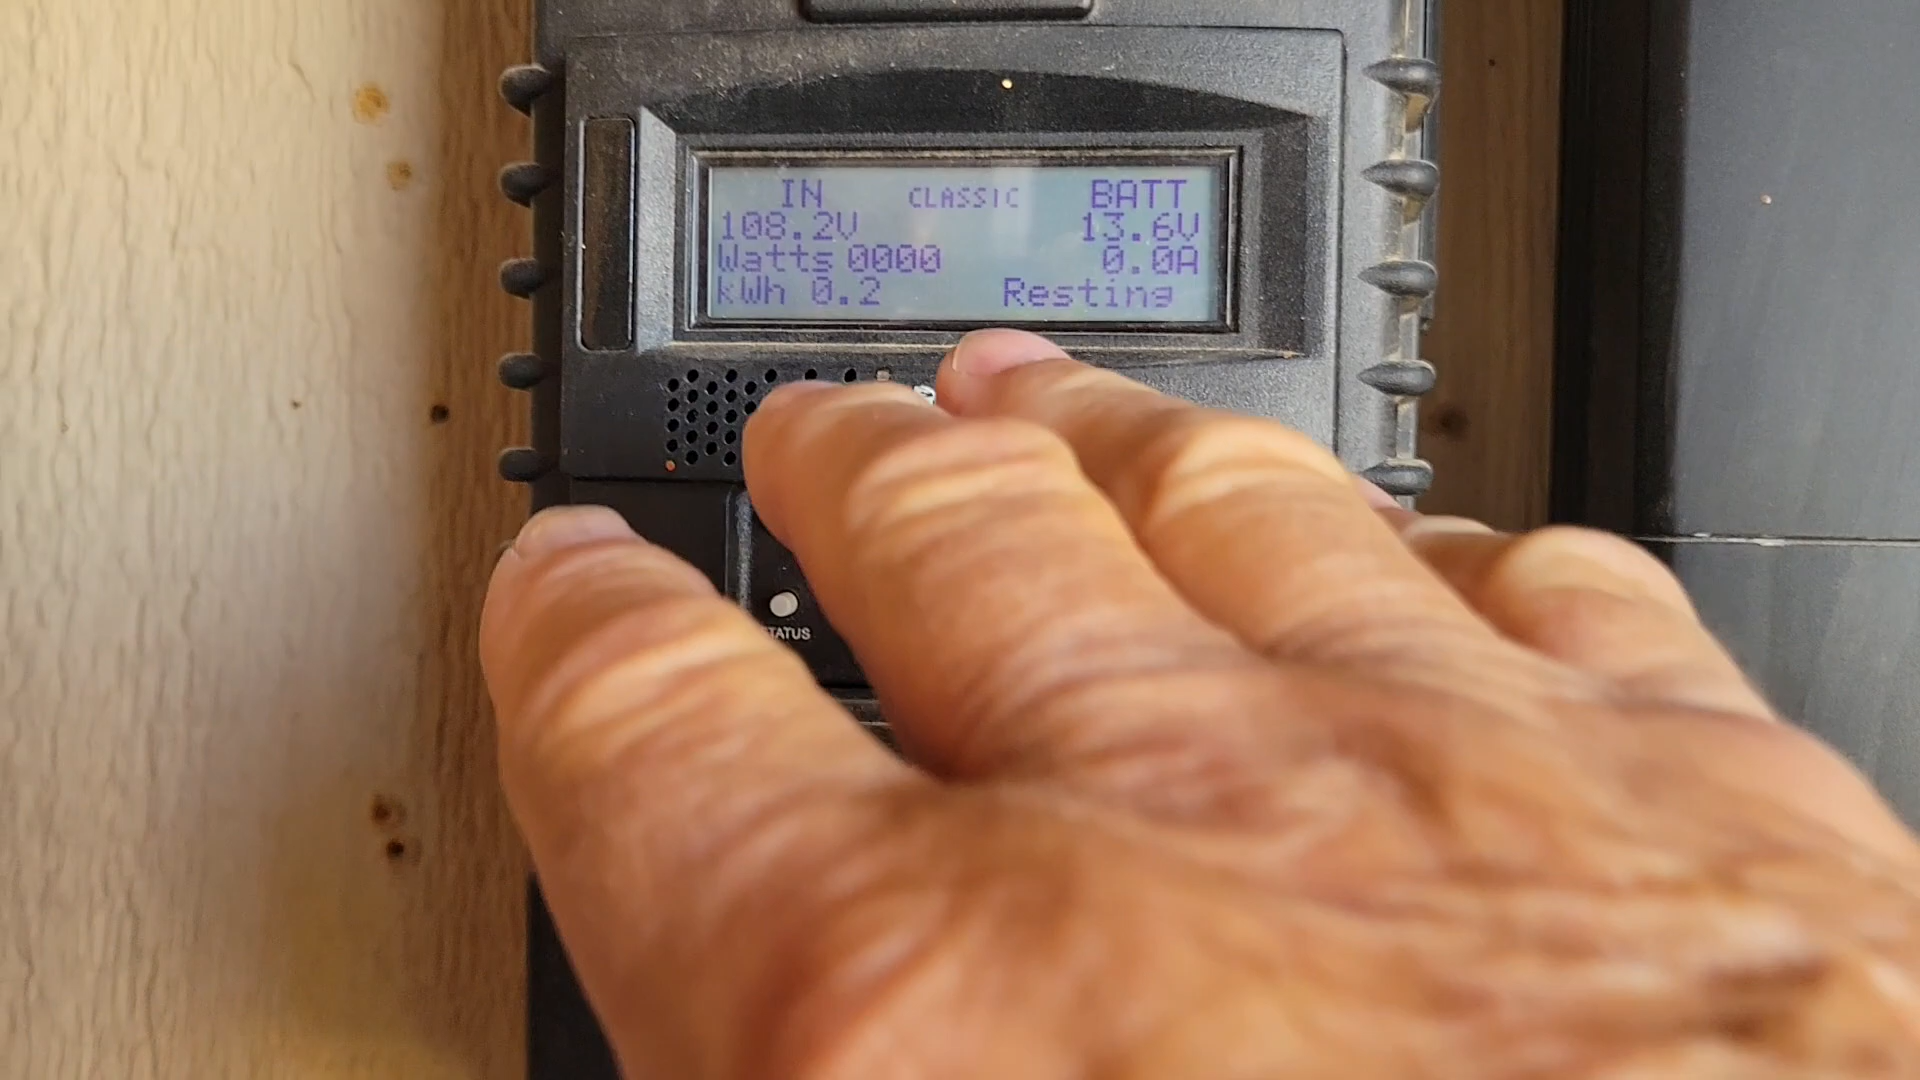 IN CLASSIC BATT
108.2V 13.6V
Watts 0000 0.0A
kWh 0.2 Resting
STATUS